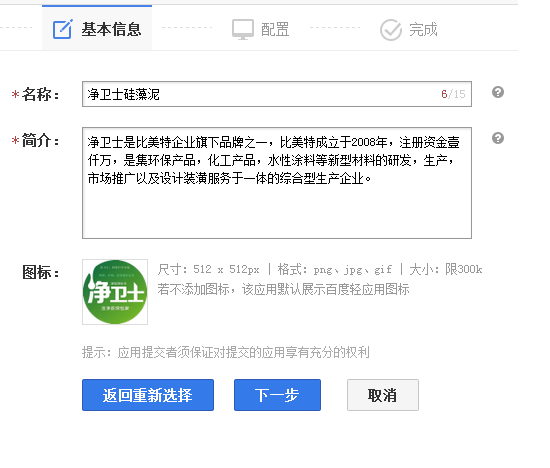 基本信息
配置
完成
*名称：
净卫士硅藻泥
6/15
*简介：
净卫士是比美特企业旗下品牌之一，比美特成立于2008年，注册资金壹
仟万，是集环保产品，化工产品，水性涂料等新型材料的研发，生产，
市场推广以及设计装潢服务于一体的综合型生产企业。
图标：
净卫士
尺寸：512 x 512px | 格式：png、jpg、gif | 大小：限300k
若不添加图标，该应用默认展示百度轻应用图标
提示：应用提交者须保证对提交的应用享有充分的权利
返回重新选择
下一步
取消